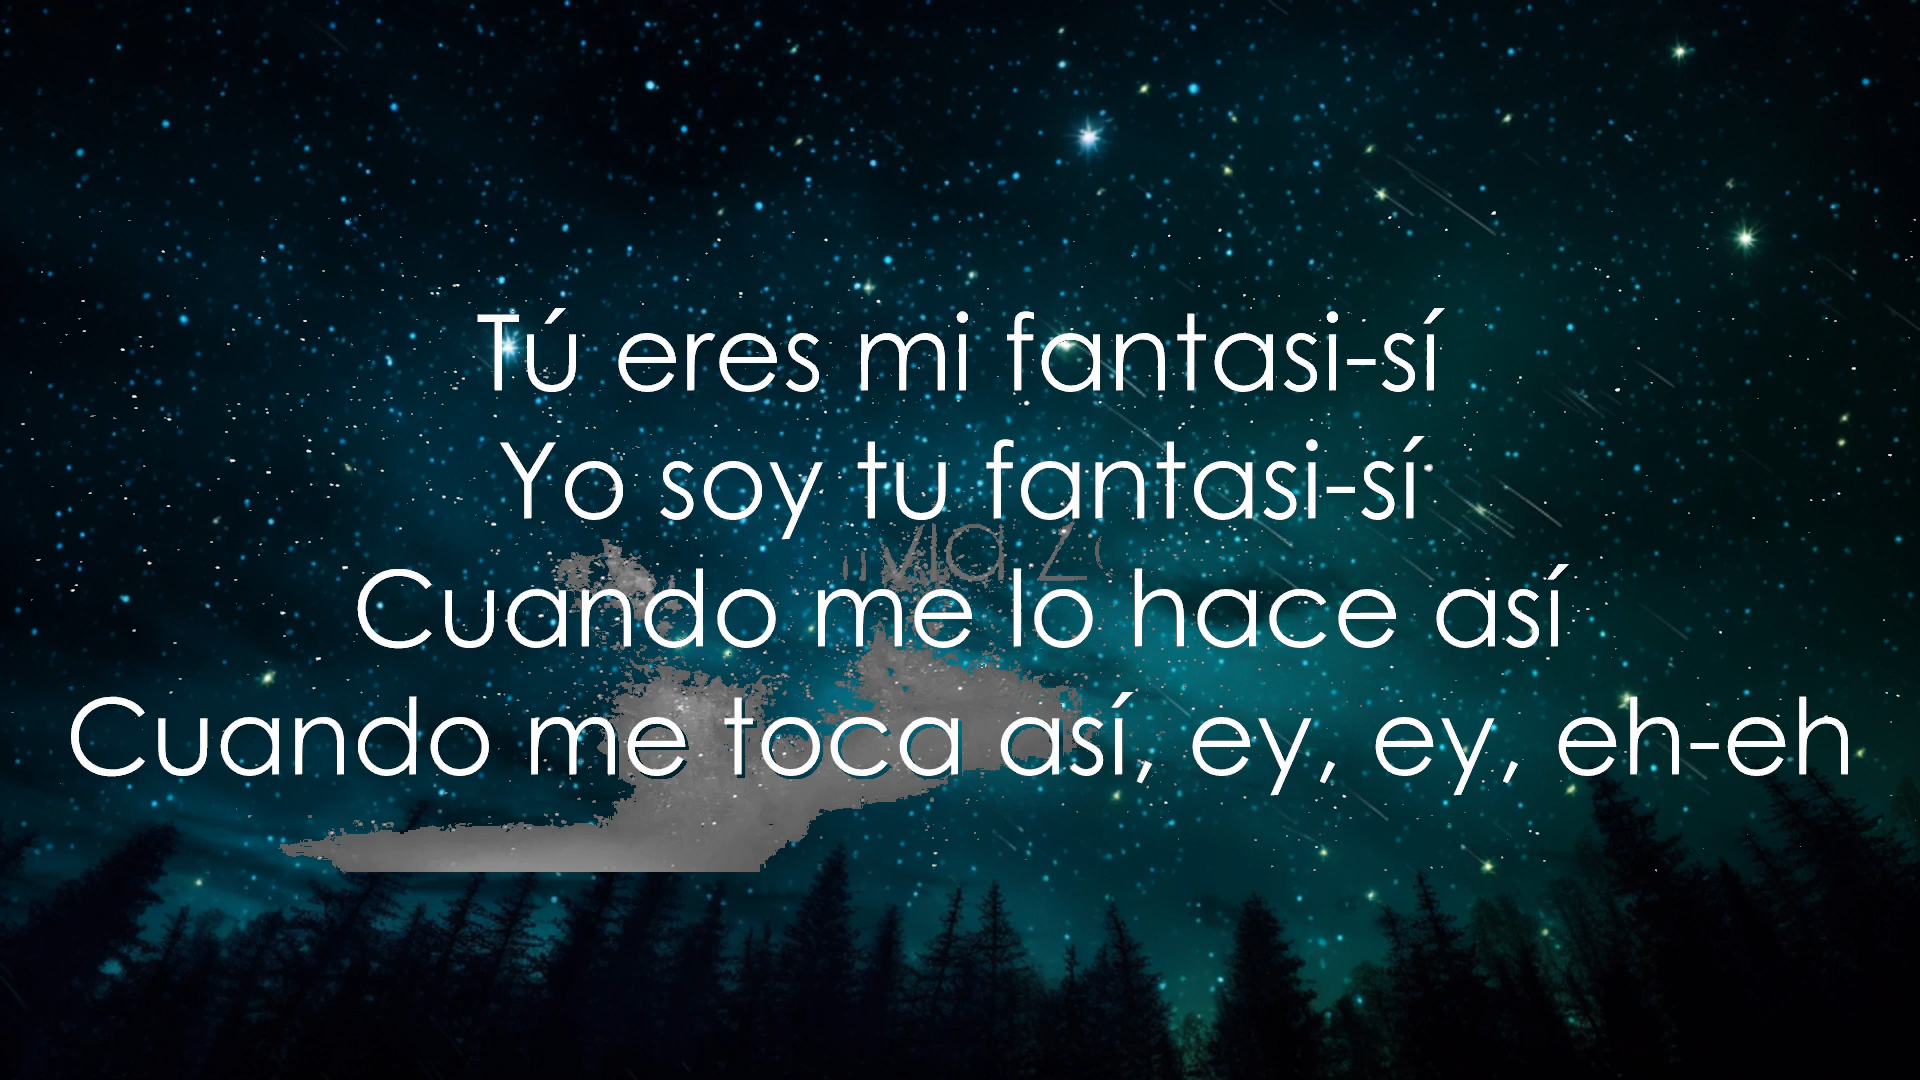 Tú eres mi fantasi-sí
Yo soy tu fantasi-sí
Cuando me lo hace así
Cuando me toca así, ey, ey, eh-eh